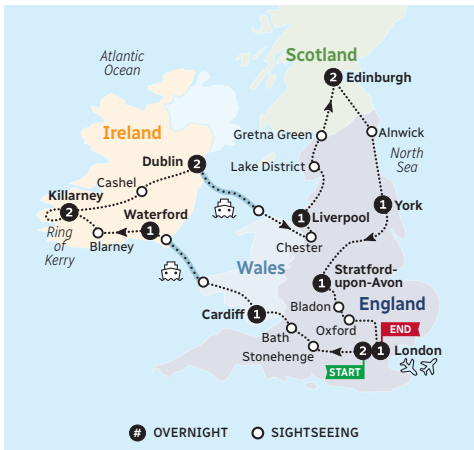 Scotland
Atlantic
Ocean
2 Edinburgh
Gretna Green
Alnwick
North
Sea
Ireland
Dublin 2
Lake District
Cashel
Killarney
2
Waterford
1
1 Liverpool
1 York
Ring
of
Kerry
Blarney
Chester
Wales
1 Stratford-
upon-Avon
Bladon
England
Cardiff 1
Oxford
END
Bath
Stonehenge
2 1 London
START
# OVERNIGHT
SIGHTSEEING